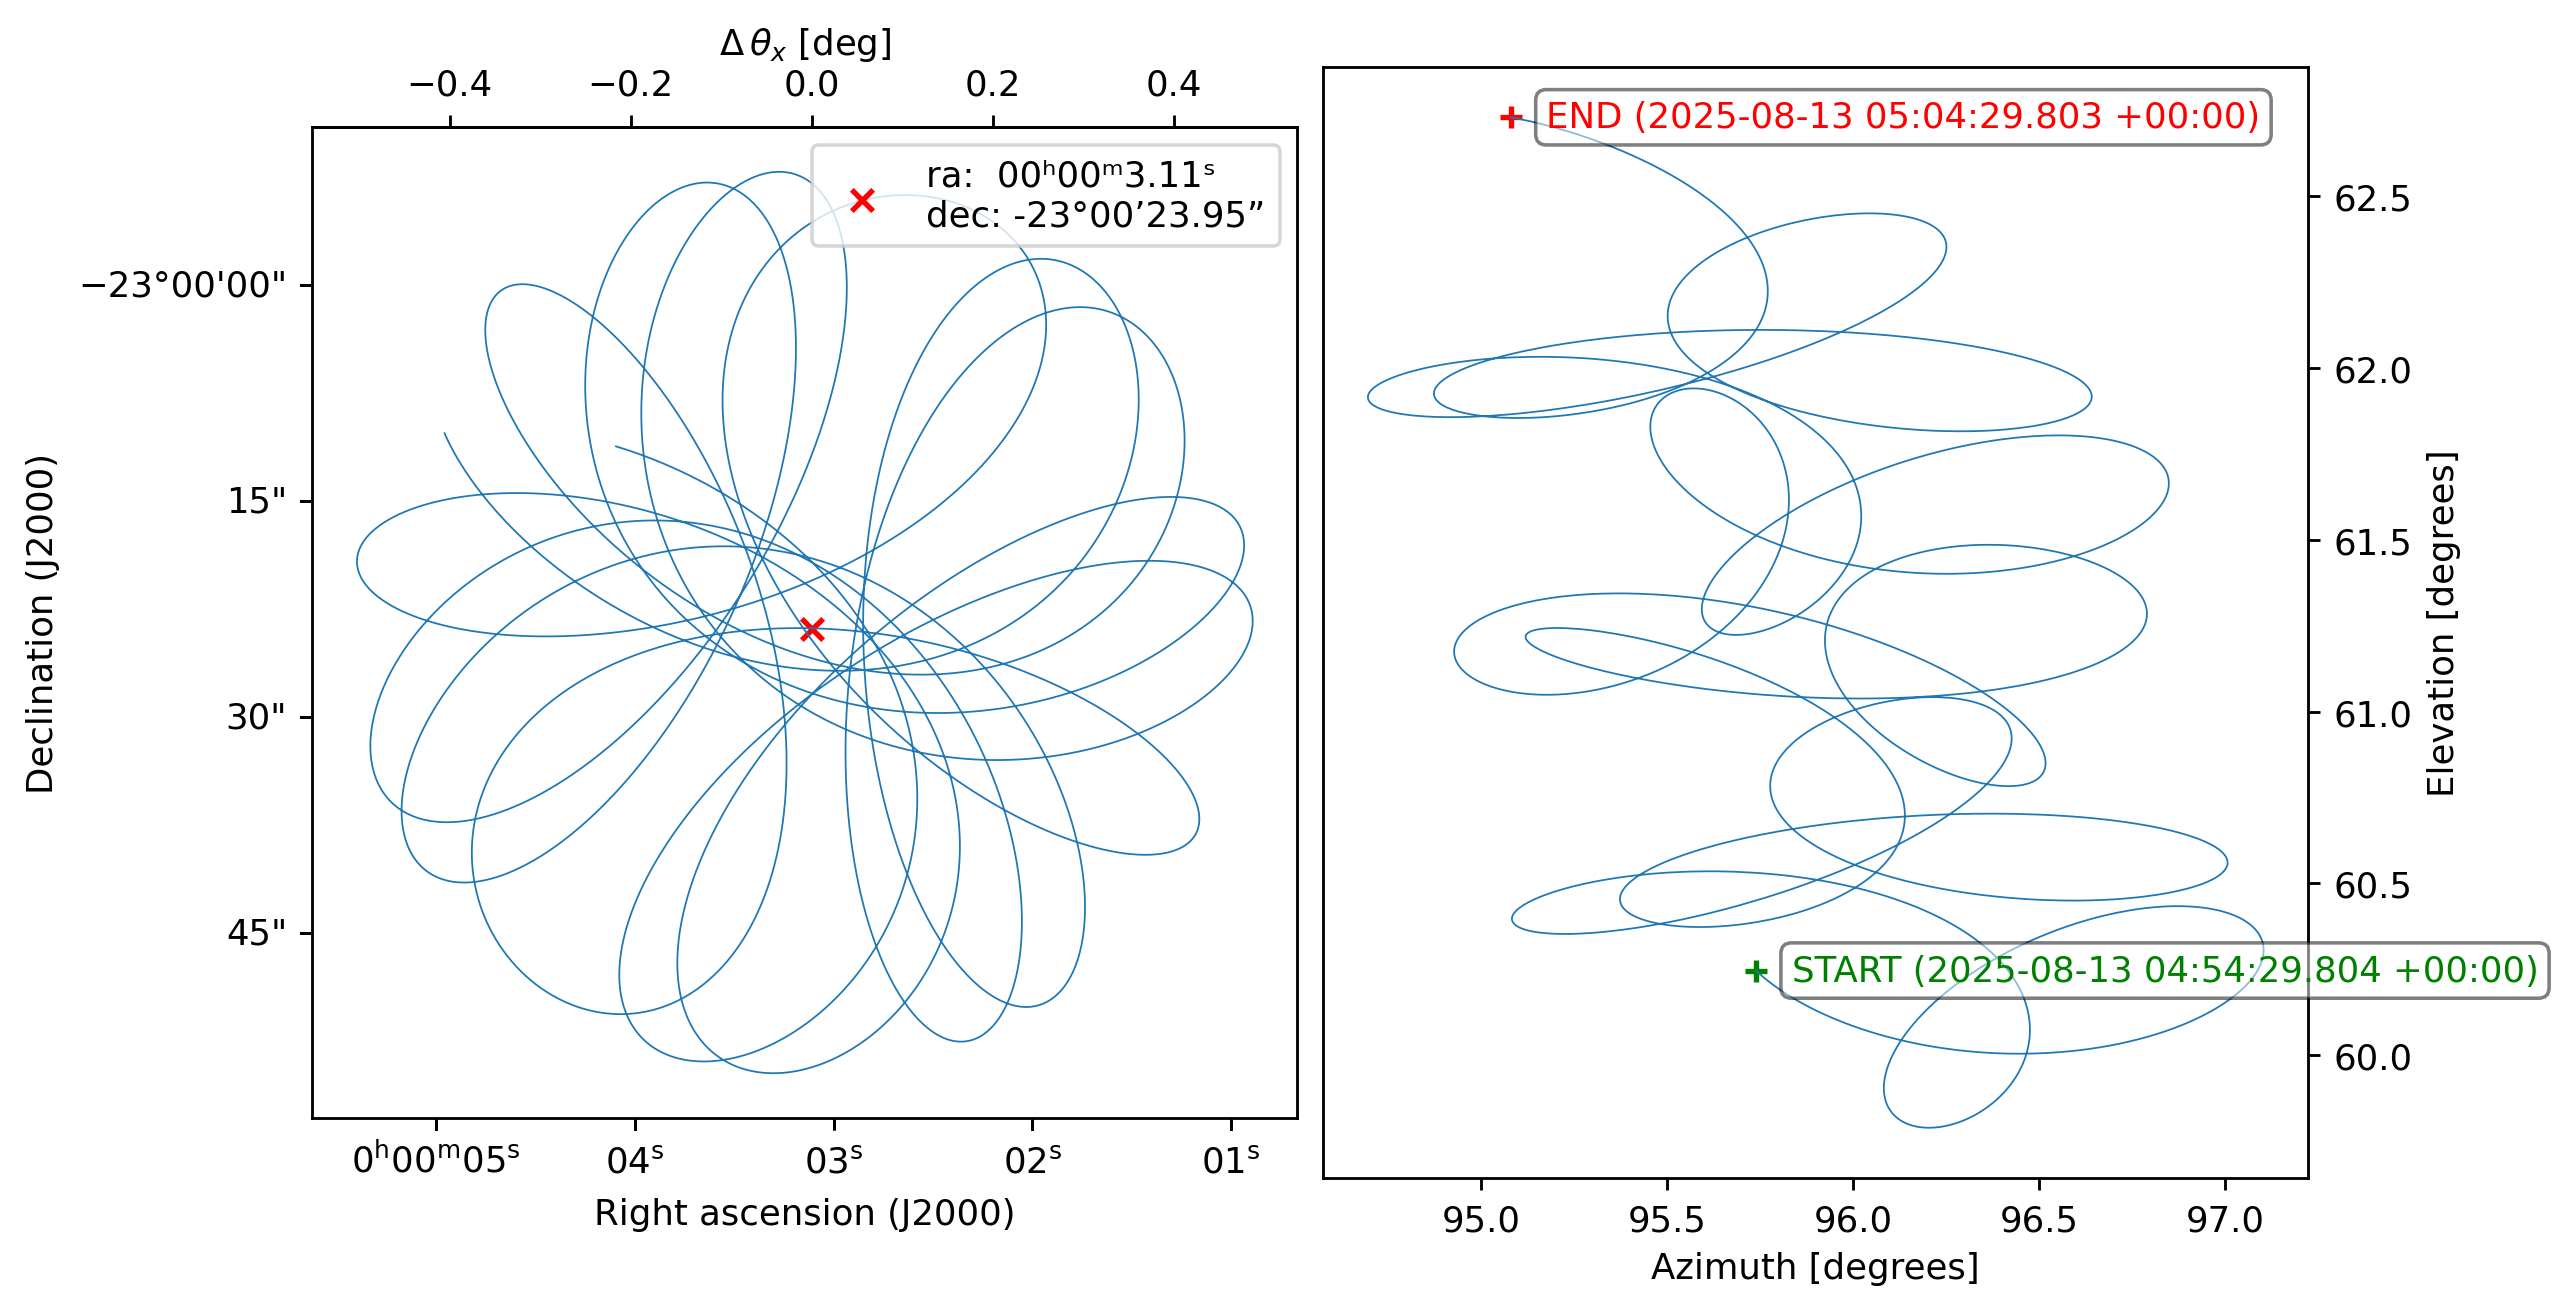 Δ θx [deg]
−0.4 −0.2 0.0 0.2 0.4
ra: 00ʰ00ᵐ3.11ˢ
dec: -23°00’23.95”
−23°00'00"
15"
30"
45"
Declination (J2000)
0ʰ00ᵐ05ˢ 04ˢ 03ˢ 02ˢ 01ˢ
Right ascension (J2000)
END (2025-08-13 05:04:29.803 +00:00)
START (2025-08-13 04:54:29.804 +00:00)
62.5
62.0
61.5
61.0
60.5
60.0
Elevation [degrees]
95.0 95.5 96.0 96.5 97.0
Azimuth [degrees]